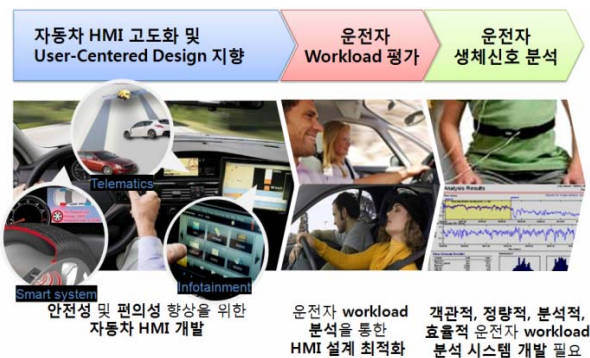 자동차 HMI 고도화 및
User-Centered Design 지향
운전자
Workload 평가
운전자
생체신호 분석
Telematics
Smart system
Infotainment
Analysis Results
안전성 및 편의성 향상을 위한
자동차 HMI 개발
운전자 workload
분석을 통한
HMI 설계 최적화
객관적, 정량적, 분석적,
효율적 운전자 workload
분석 시스템 개발 필요